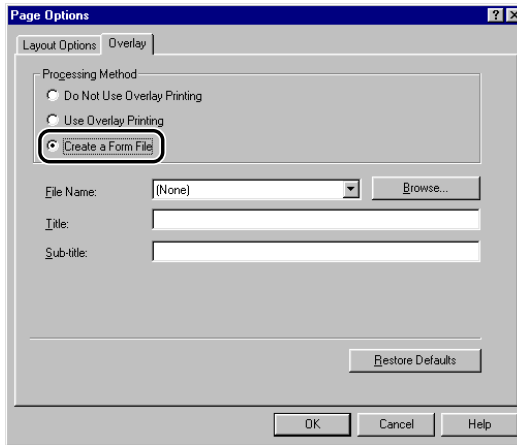 Page Options
Layout Options Overlay
Processing Method
Do Not Use Overlay Printing
Use Overlay Printing
Create a Form File
File Name: (None) Browse...
Title:
Sub-title:
Restore Defaults
OK Cancel Help